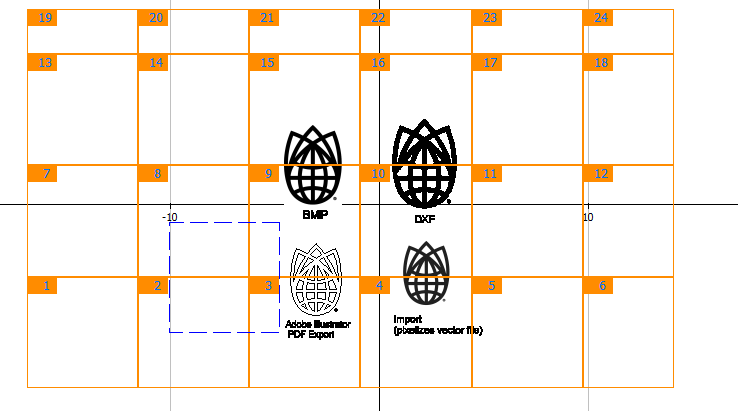 19 20 21 22 23 24
13 14 15 16 17 18
7 8 9 10 11 12
BMP DXF
-10 10
1 2 3 4 5 6
Adobe Illustrator
PDF Export
Import
(pixelizes vector file)